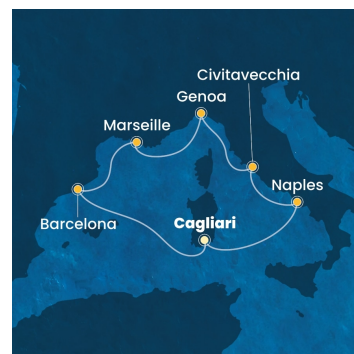 Civitavecchia
Genoa
Marseille
Naples
Barcelona
Cagliari